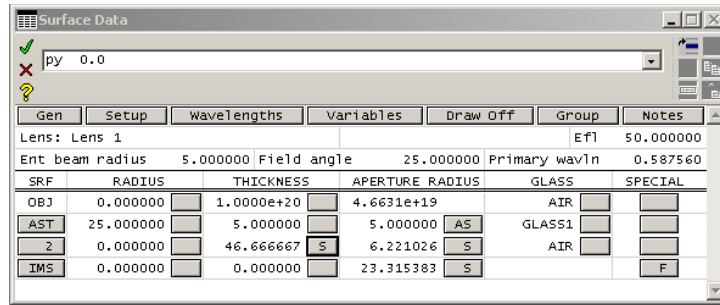 Surface Data
py 0.0
Gen Setup Wavelengths Variables Draw Off Group Notes
Lens: Lens 1 Efl 50.000000
Ent beam radius 5.000000 Field angle 25.000000 Primary wavln 0.587560
SRF RADIUS THICKNESS APERTURE RADIUS GLASS SPECIAL
OBJ 0.000000 1.0000e+20 4.6631e+19 AIR
AST 25.000000 5.000000 5.000000 AS GLASS1
2 0.000000 46.666667 S 6.221026 S AIR
IMS 0.000000 0.000000 23.315383 S F